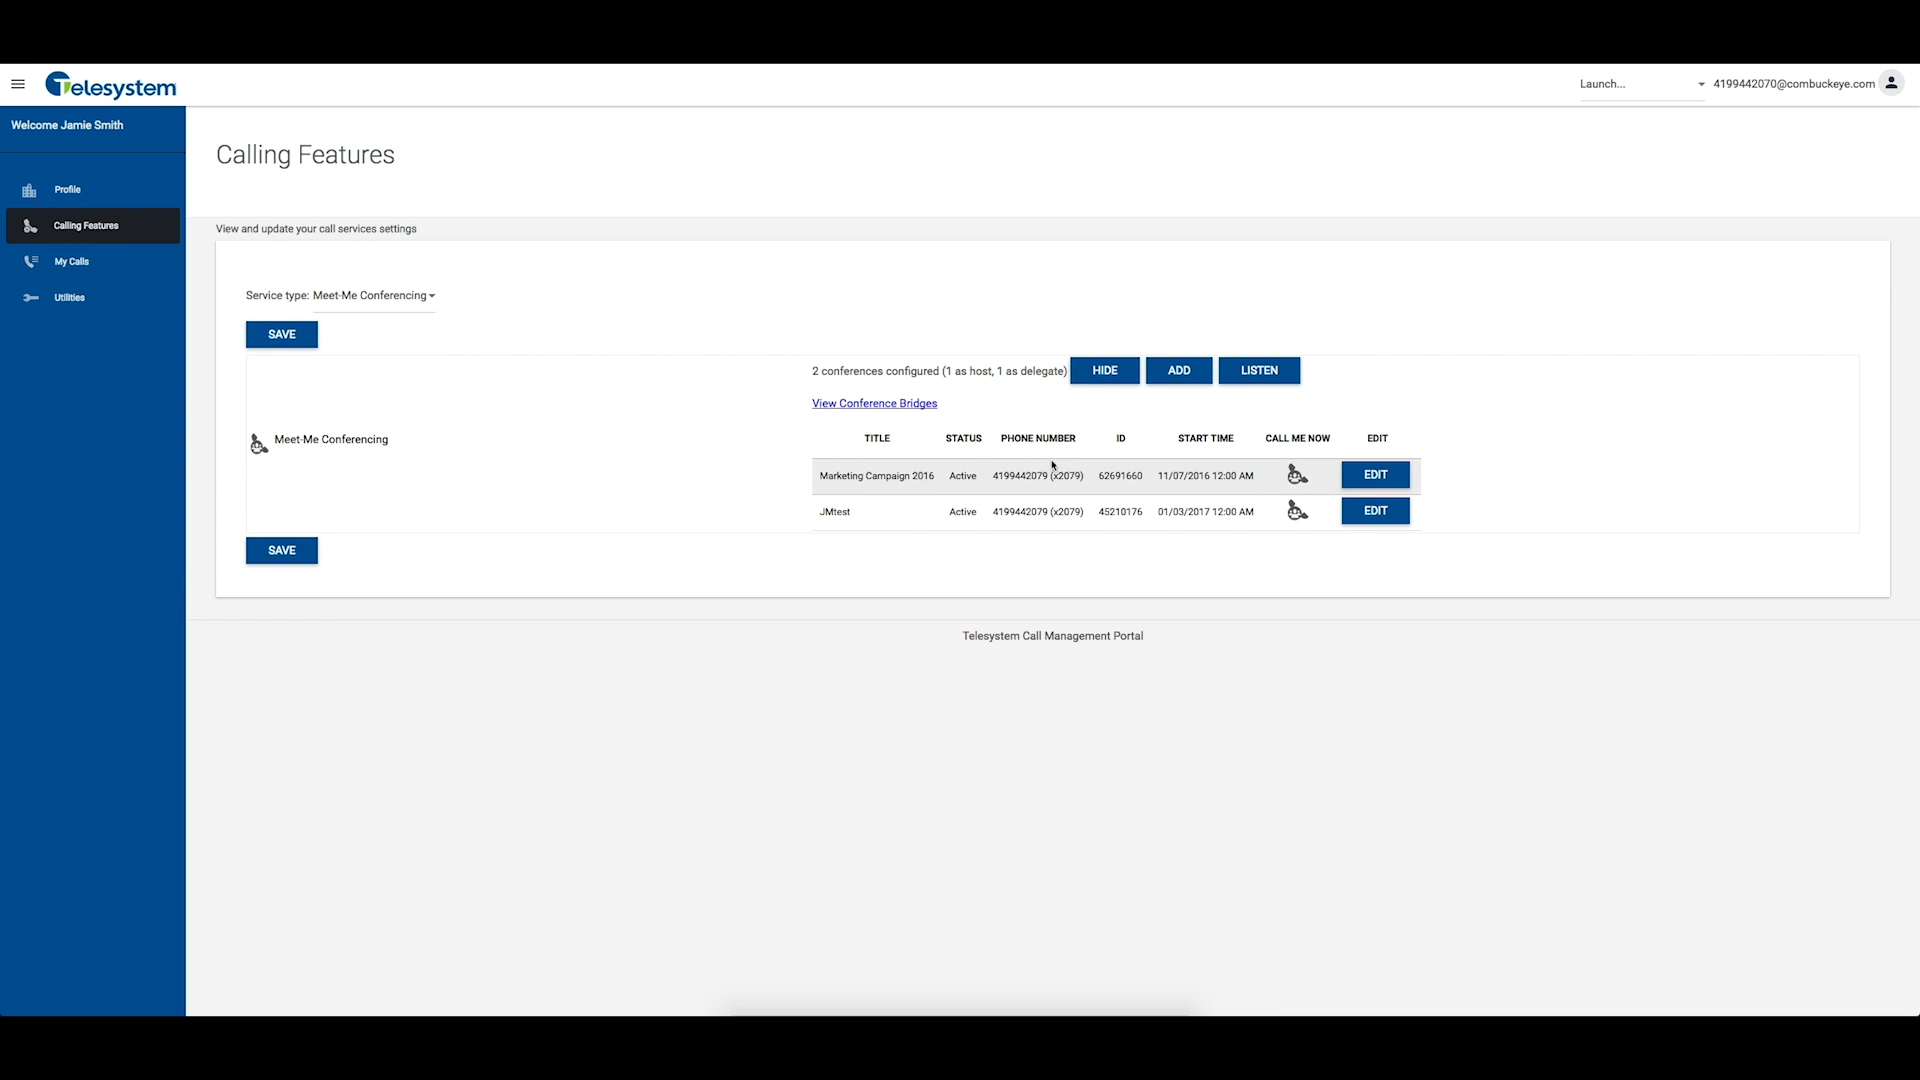 Telesystem
Launch...
4199442070@combuckeye.com
Welcome Jamie Smith
Profile
Calling Features
My Calls
Utilities
Calling Features
View and update your call services settings
Service type: Meet-Me Conferencing
SAVE
2 conferences configured (1 as host, 1 as delegate) HIDE ADD LISTEN
View Conference Bridges
Meet-Me Conferencing
TITLE STATUS PHONE NUMBER ID START TIME CALL ME NOW EDIT
Marketing Campaign 2016 Active 4199442079 (x2079) 62691660 11/07/2016 12:00 AM EDIT
JMtest Active 4199442079 (x2079) 45210176 01/03/2017 12:00 AM EDIT
SAVE
Telesystem Call Management Portal